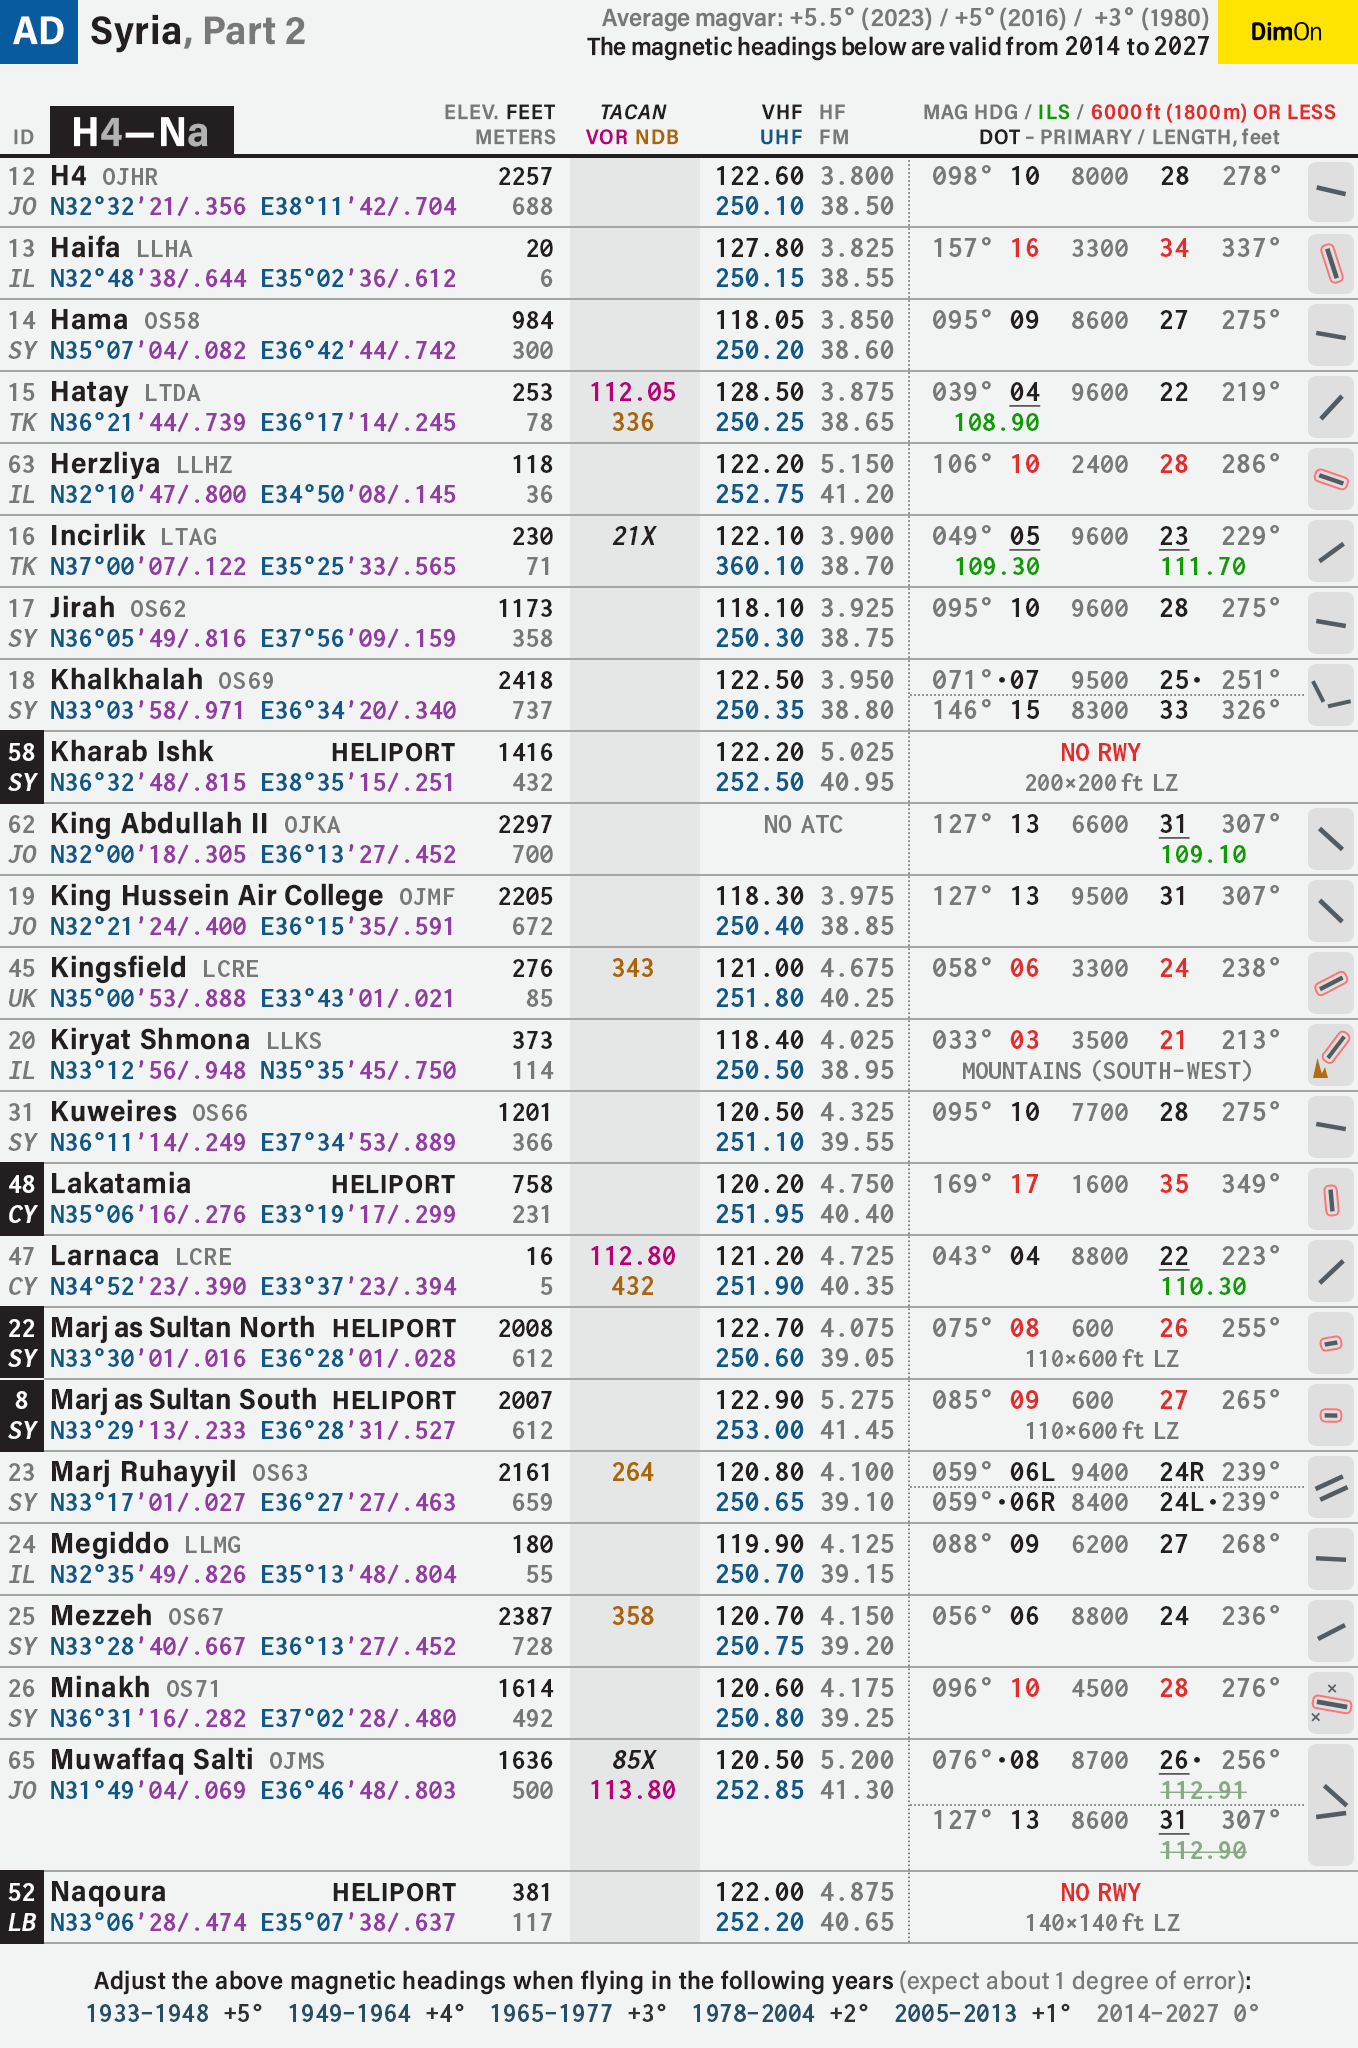 AD Syria, Part 2 Average magvar: +5.5° (2023) / +5° (2016) / +3° (1980) DimOn
The magnetic headings below are valid from 2014 to 2027
ELEV. FEET TACAN VHF HF MAG HDG / ILS / 6000 ft (1800 m) OR LESS
ID H4—Na METERS VOR NDB UHF FM DOT – PRIMARY / LENGTH, feet
12 H4 OJHR 2257 122.60 3.800 098° 10 8000 28 278°
JO N32°32'21/.356 E38°11'42/.704 688 250.10 38.50
13 Haifa LLHA 20 127.80 3.825 157° 16 3300 34 337°
IL N32°48'38/.644 E35°02'36/.612 6 250.15 38.55
14 Hama OS58 984 118.05 3.850 095° 09 8600 27 275°
SY N35°07'04/.082 E36°42'44/.742 300 250.20 38.60
15 Hatay LTDA 253 112.05 128.50 3.875 039° 04 9600 22 219°
TK N36°21'44/.739 E36°17'14/.245 78 336 250.25 38.65 108.90
63 Herzliya LLHZ 118 122.20 5.150 106° 10 2400 28 286°
IL N32°10'47/.800 E34°50'08/.145 36 252.75 41.20
16 Incirlik LTAG 230 21X 122.10 3.900 049° 05 9600 23 229°
TK N37°00'07/.122 E35°25'33/.565 71 360.10 38.70 109.30 111.70
17 Jirah OS62 1173 118.10 3.925 095° 10 9600 28 275°
SY N36°05'49/.816 E37°56'09/.159 358 250.30 38.75
18 Khalkhalah OS69 2418 122.50 3.950 071°·07 9500 25· 251°
SY N33°03'58/.971 E36°34'20/.340 737 250.35 38.80 146° 15 8300 33 326°
58 Kharab Ishk HELIPORT 1416 122.20 5.025 NO RWY
SY N36°32'48/.815 E38°35'15/.251 432 252.50 40.95 200×200 ft LZ
62 King Abdullah II OJKA 2297 NO ATC 127° 13 6600 31 307°
JO N32°00'18/.305 E36°13'27/.452 700 109.10
19 King Hussein Air College OJMF 2205 118.30 3.975 127° 13 9500 31 307°
JO N32°21'24/.400 E36°15'35/.591 672 250.40 38.85
45 Kingsfield LCRE 276 343 121.00 4.675 058° 06 3300 24 238°
UK N35°00'53/.888 E33°43'01/.021 85 251.80 40.25
20 Kiryat Shmona LLKS 373 118.40 4.025 033° 03 3500 21 213°
IL N33°12'56/.948 N35°35'45/.750 114 250.50 38.95 MOUNTAINS (SOUTH-WEST)
31 Kuweires OS66 1201 120.50 4.325 095° 10 7700 28 275°
SY N36°11'14/.249 E37°34'53/.889 366 251.10 39.55
48 Lakatamia HELIPORT 758 120.20 4.750 169° 17 1600 35 349°
CY N35°06'16/.276 E33°19'17/.299 231 251.95 40.40
47 Larnaca LCRE 16 112.80 121.20 4.725 043° 04 8800 22 223°
CY N34°52'23/.390 E33°37'23/.394 5 432 251.90 40.35 110.30
22 Marj as Sultan North HELIPORT 2008 122.70 4.075 075° 08 600 26 255°
SY N33°30'01/.016 E36°28'01/.028 612 250.60 39.05 110×600 ft LZ
8 Marj as Sultan South HELIPORT 2007 122.90 5.275 085° 09 600 27 265°
SY N33°29'13/.233 E36°28'31/.527 612 253.00 41.45 110×600 ft LZ
23 Marj Ruhayyil OS63 2161 264 120.80 4.100 059° 06L 9400 24R 239°
SY N33°17'01/.027 E36°27'27/.463 659 250.65 39.10 059°·06R 8400 24L·239°
24 Megiddo LLMG 180 119.90 4.125 088° 09 6200 27 268°
IL N32°35'49/.826 E35°13'48/.804 55 250.70 39.15
25 Mezzeh OS67 2387 358 120.70 4.150 056° 06 8800 24 236°
SY N33°28'40/.667 E36°13'27/.452 728 250.75 39.20
26 Minakh OS71 1614 120.60 4.175 096° 10 4500 28 276°
SY N36°31'16/.282 E37°02'28/.480 492 250.80 39.25
65 Muwaffaq Salti OJMS 1636 85X 120.50 5.200 076°·08 8700 26· 256°
JO N31°49'04/.069 E36°46'48/.803 500 113.80 252.85 41.30 112.91
127° 13 8600 31 307°
112.90
52 Naqoura HELIPORT 381 122.00 4.875 NO RWY
LB N33°06'28/.474 E35°07'38/.637 117 252.20 40.65 140×140 ft LZ
Adjust the above magnetic headings when flying in the following years (expect about 1 degree of error):
1933–1948 +5° 1949–1964 +4° 1965–1977 +3° 1978–2004 +2° 2005–2013 +1° 2014–2027 0°